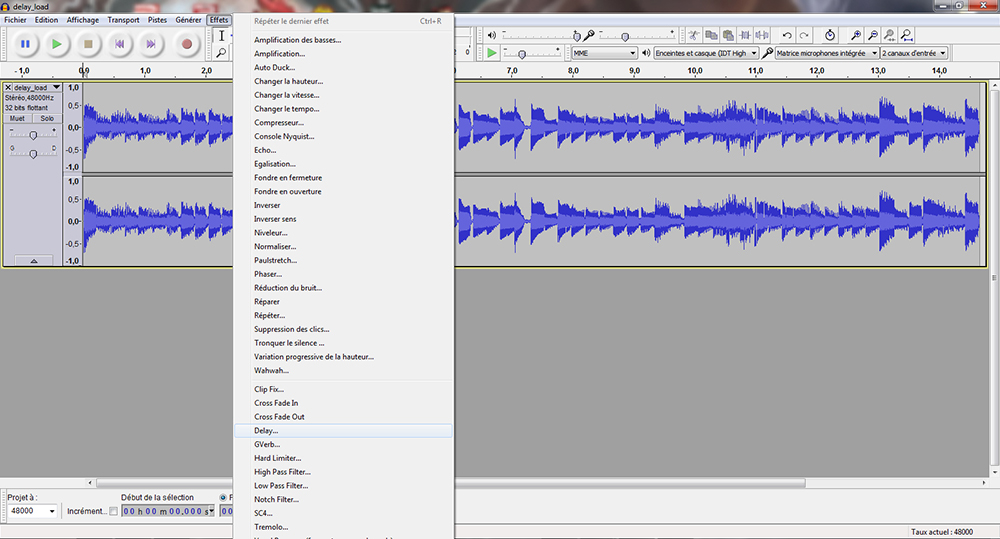 delay_load
Fichier Edition Affichage Transport Pistes Générer Effets
Répéter le dernier effet Ctrl+R
Amplification des basses...
Amplification...
Auto Duck...
Changer la hauteur...
Changer la vitesse...
Changer le tempo...
Compresseur...
Console Nyquist...
Echo...
Egalisation...
Fondre en fermeture
Fondre en ouverture
Inverser
Inverser sens
Niveleur...
Normaliser...
Paulstretch...
Phaser...
Réduction du bruit...
Réparer
Répéter...
Suppression des clics...
Tronquer le silence ...
Variation progressive de la hauteur...
Wahwah...
Clip Fix...
Cross Fade In
Cross Fade Out
Delay...
GVerb...
Hard Limiter...
High Pass Filter...
Low Pass Filter...
Notch Filter...
SC4...
Tremolo...
MME Enceintes et casque (IDT High Matrice microphones intégrée 2 canaux d'entrée
- 1,0 0,0 1,0 2,0 7,0 8,0 9,0 10,0 11,0 12,0 13,0 14,0
delay_load
Stéréo,48000Hz
32 bits flottant
Muet Solo
- +
G D
1,0
0,5-
0,0-
-0,5-
-1,0
1,0
0,5-
0,0-
-0,5-
-1,0
Projet à :
48000
Incrément...
Début de la sélection
00 h 00 m 00,000 s
Taux actuel : 48000